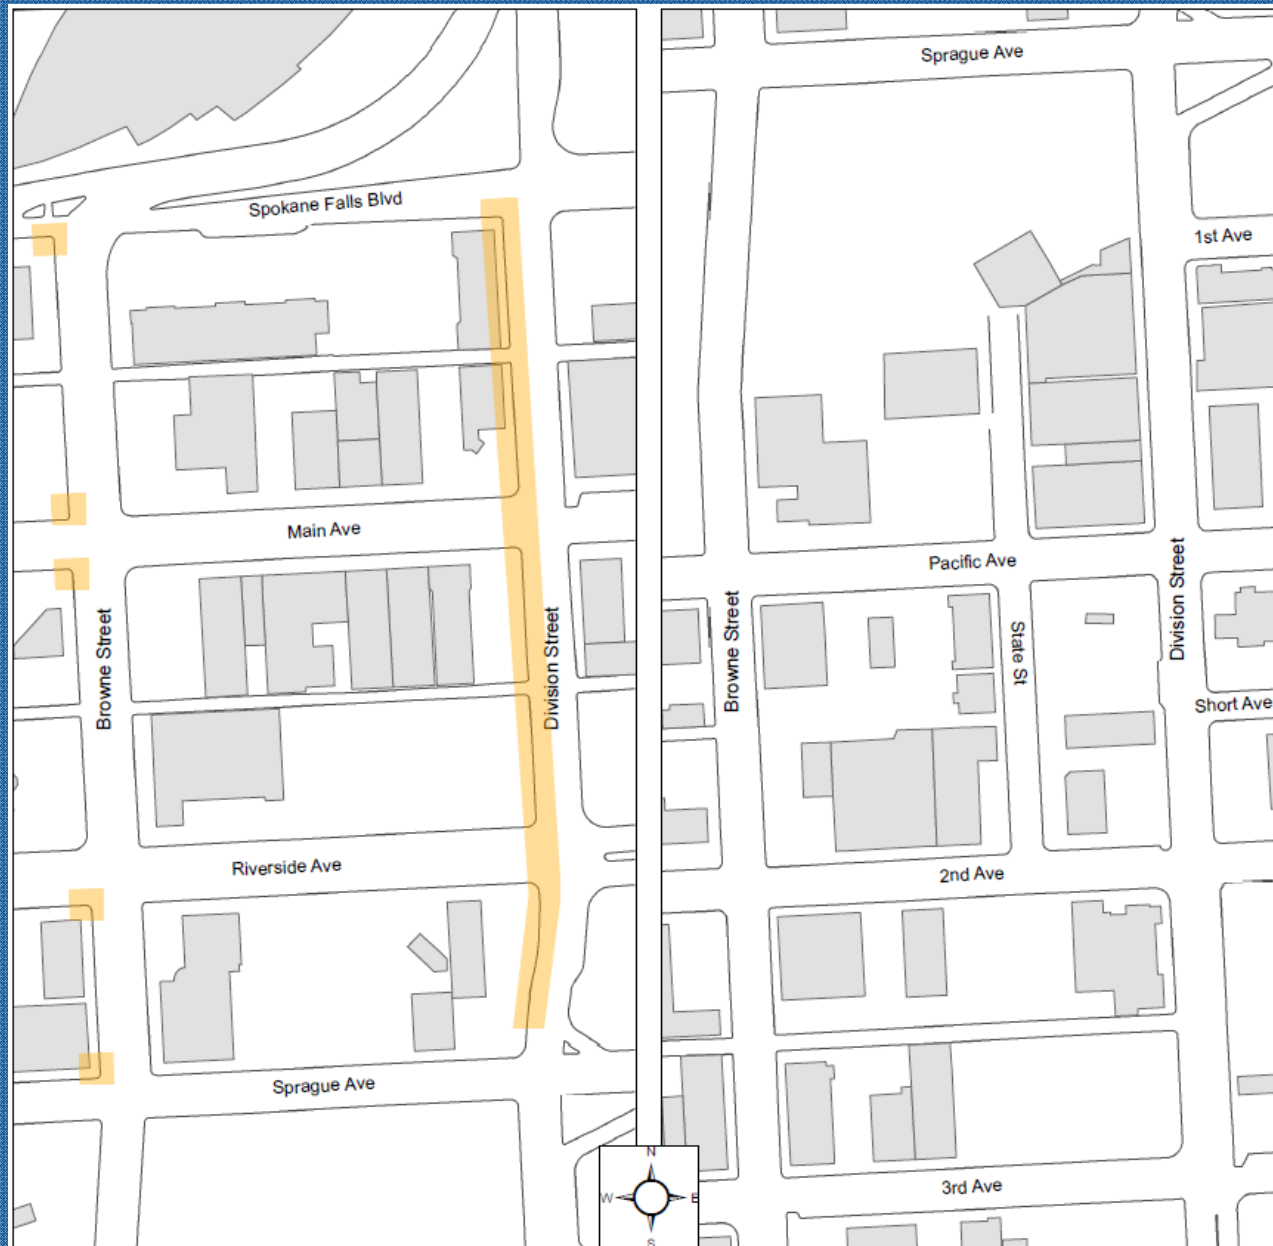 Spokane Falls Blvd
Main Ave
Browne Street
Division Street
Riverside Ave
Sprague Ave
Sprague Ave
1st Ave
Pacific Ave
Browne Street
State St
Division Street
Short Ave
2nd Ave
3rd Ave
N
W
E
S